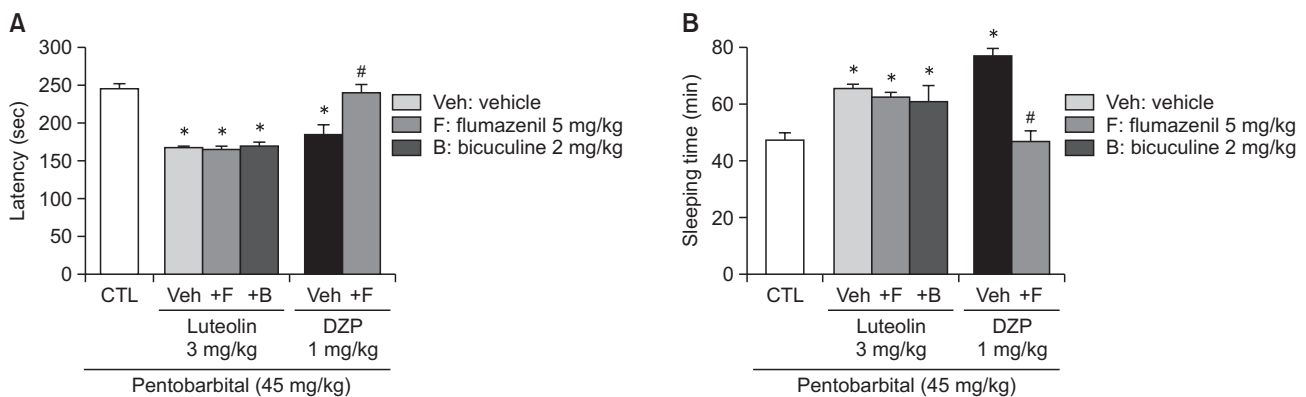 A
Latency (sec)
300
250
200
150
100
50
0
* * * * #
CTL Veh +F +B Veh +F
Luteolin DZP
3 mg/kg 1 mg/kg
Pentobarbital (45 mg/kg)
Veh: vehicle
F: flumazenil 5 mg/kg
B: bicuculine 2 mg/kg
B
Sleeping time (min)
80
60
40
20
0
* * * * #
CTL Veh +F +B Veh +F
Luteolin DZP
3 mg/kg 1 mg/kg
Pentobarbital (45 mg/kg)
Veh: vehicle
F: flumazenil 5 mg/kg
B: bicuculine 2 mg/kg